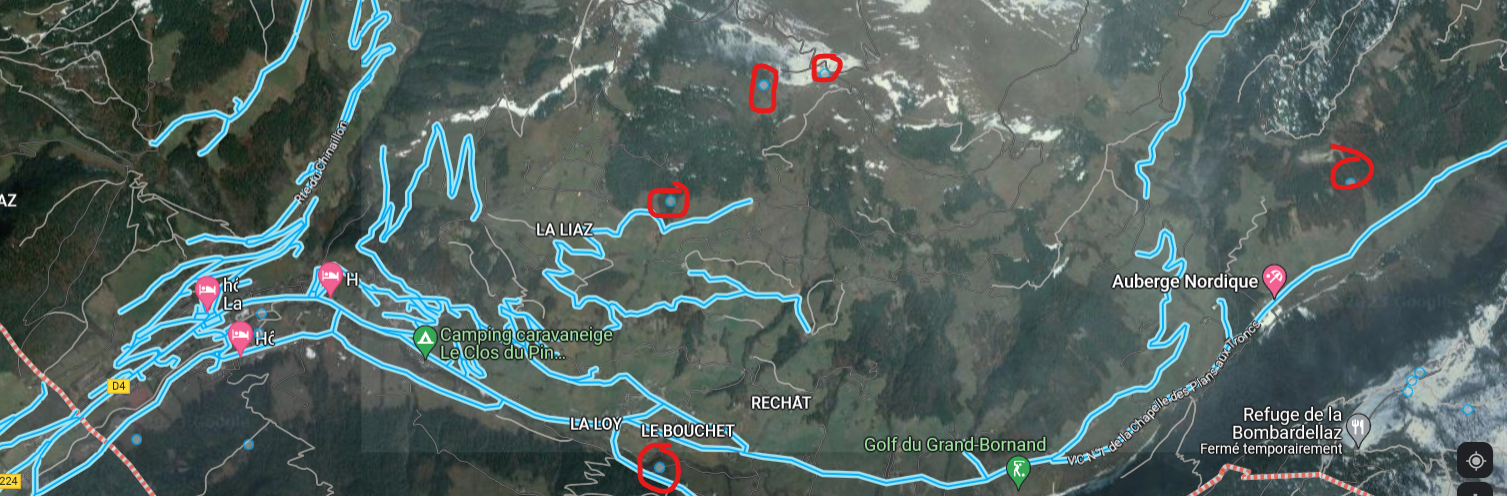 Rte du Chinaillon
AZ
LA LIAZ
Auberge Nordique
H
hô
La
Hô
Camping caravaneige
Le Clos du Pin...
D4
RECHAT
LA LOY
LE BOUCHET
Golf du Grand-Bornand
VC N°7 de la Chapelle des Plans aux Troncs
Refuge de la
Bombardellaz
Fermé temporairement
224